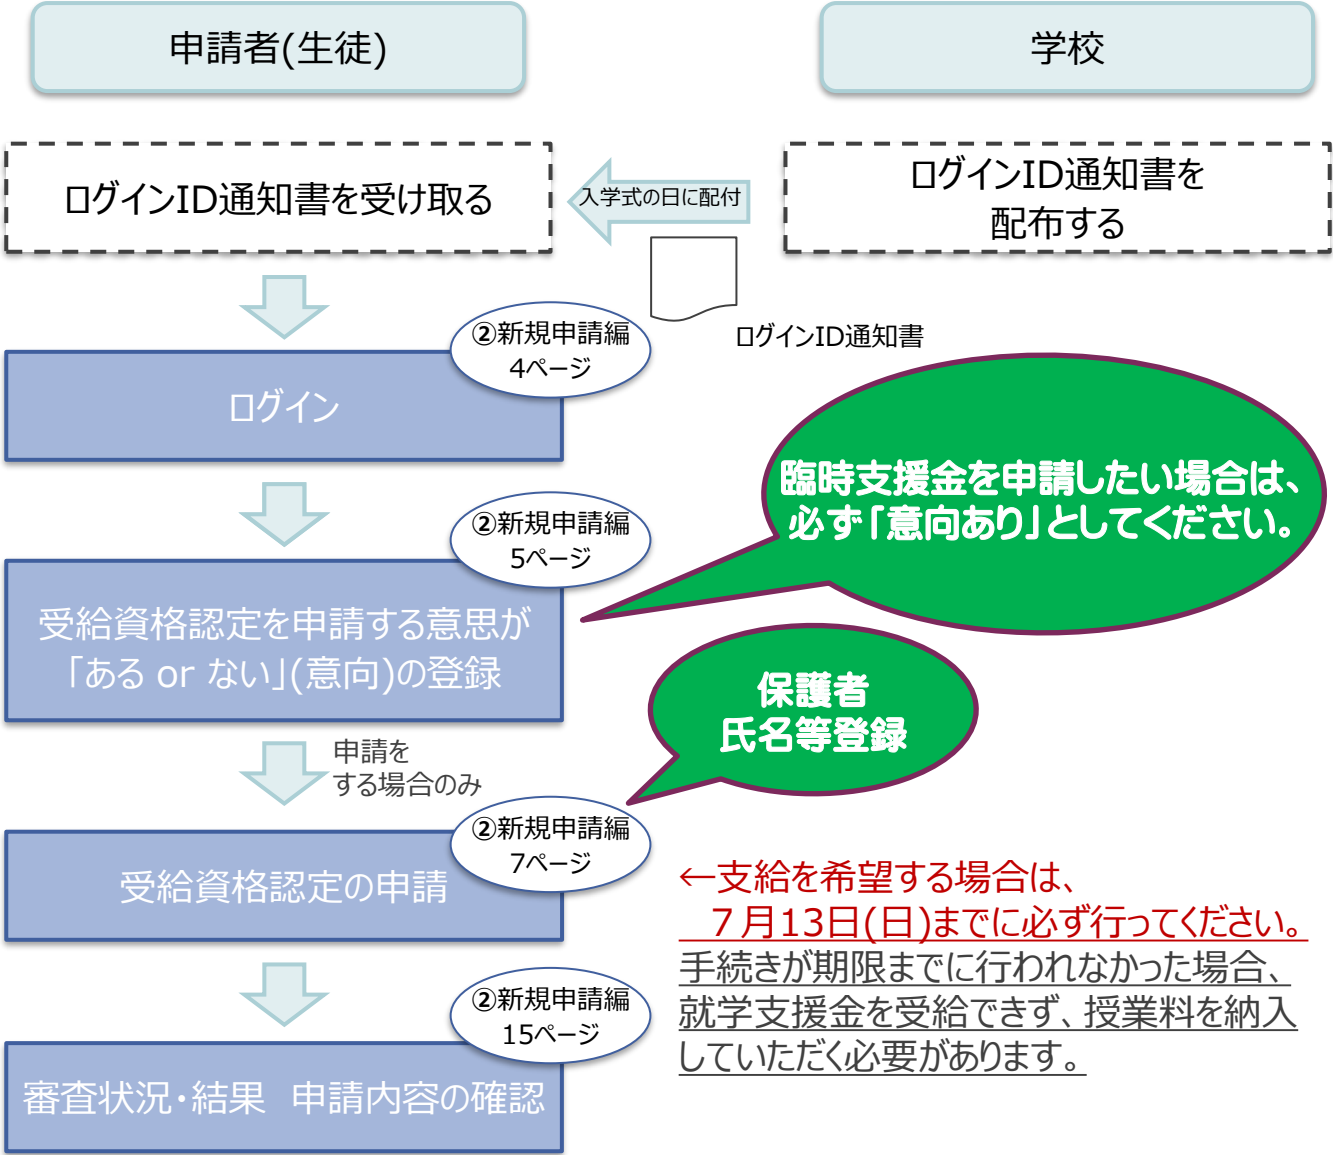 申請者(生徒)
学校
ログインID通知書を受け取る
入学式の日に配付
ログインID通知書を
配布する
ログインID通知書
②新規申請編
4ページ
ログイン
臨時支援金を申請したい場合は、
必ず「意向あり」としてください。
②新規申請編
5ページ
受給資格認定を申請する意思が
「ある or ない」(意向)の登録
保護者
氏名等登録
申請を
する場合のみ
②新規申請編
7ページ
受給資格認定の申請
←支給を希望する場合は、
７月13日(日)までに必ず行ってください。
手続きが期限までに行われなかった場合、
就学支援金を受給できず、授業料を納入
していただく必要があります。
②新規申請編
15ページ
審査状況・結果　申請内容の確認